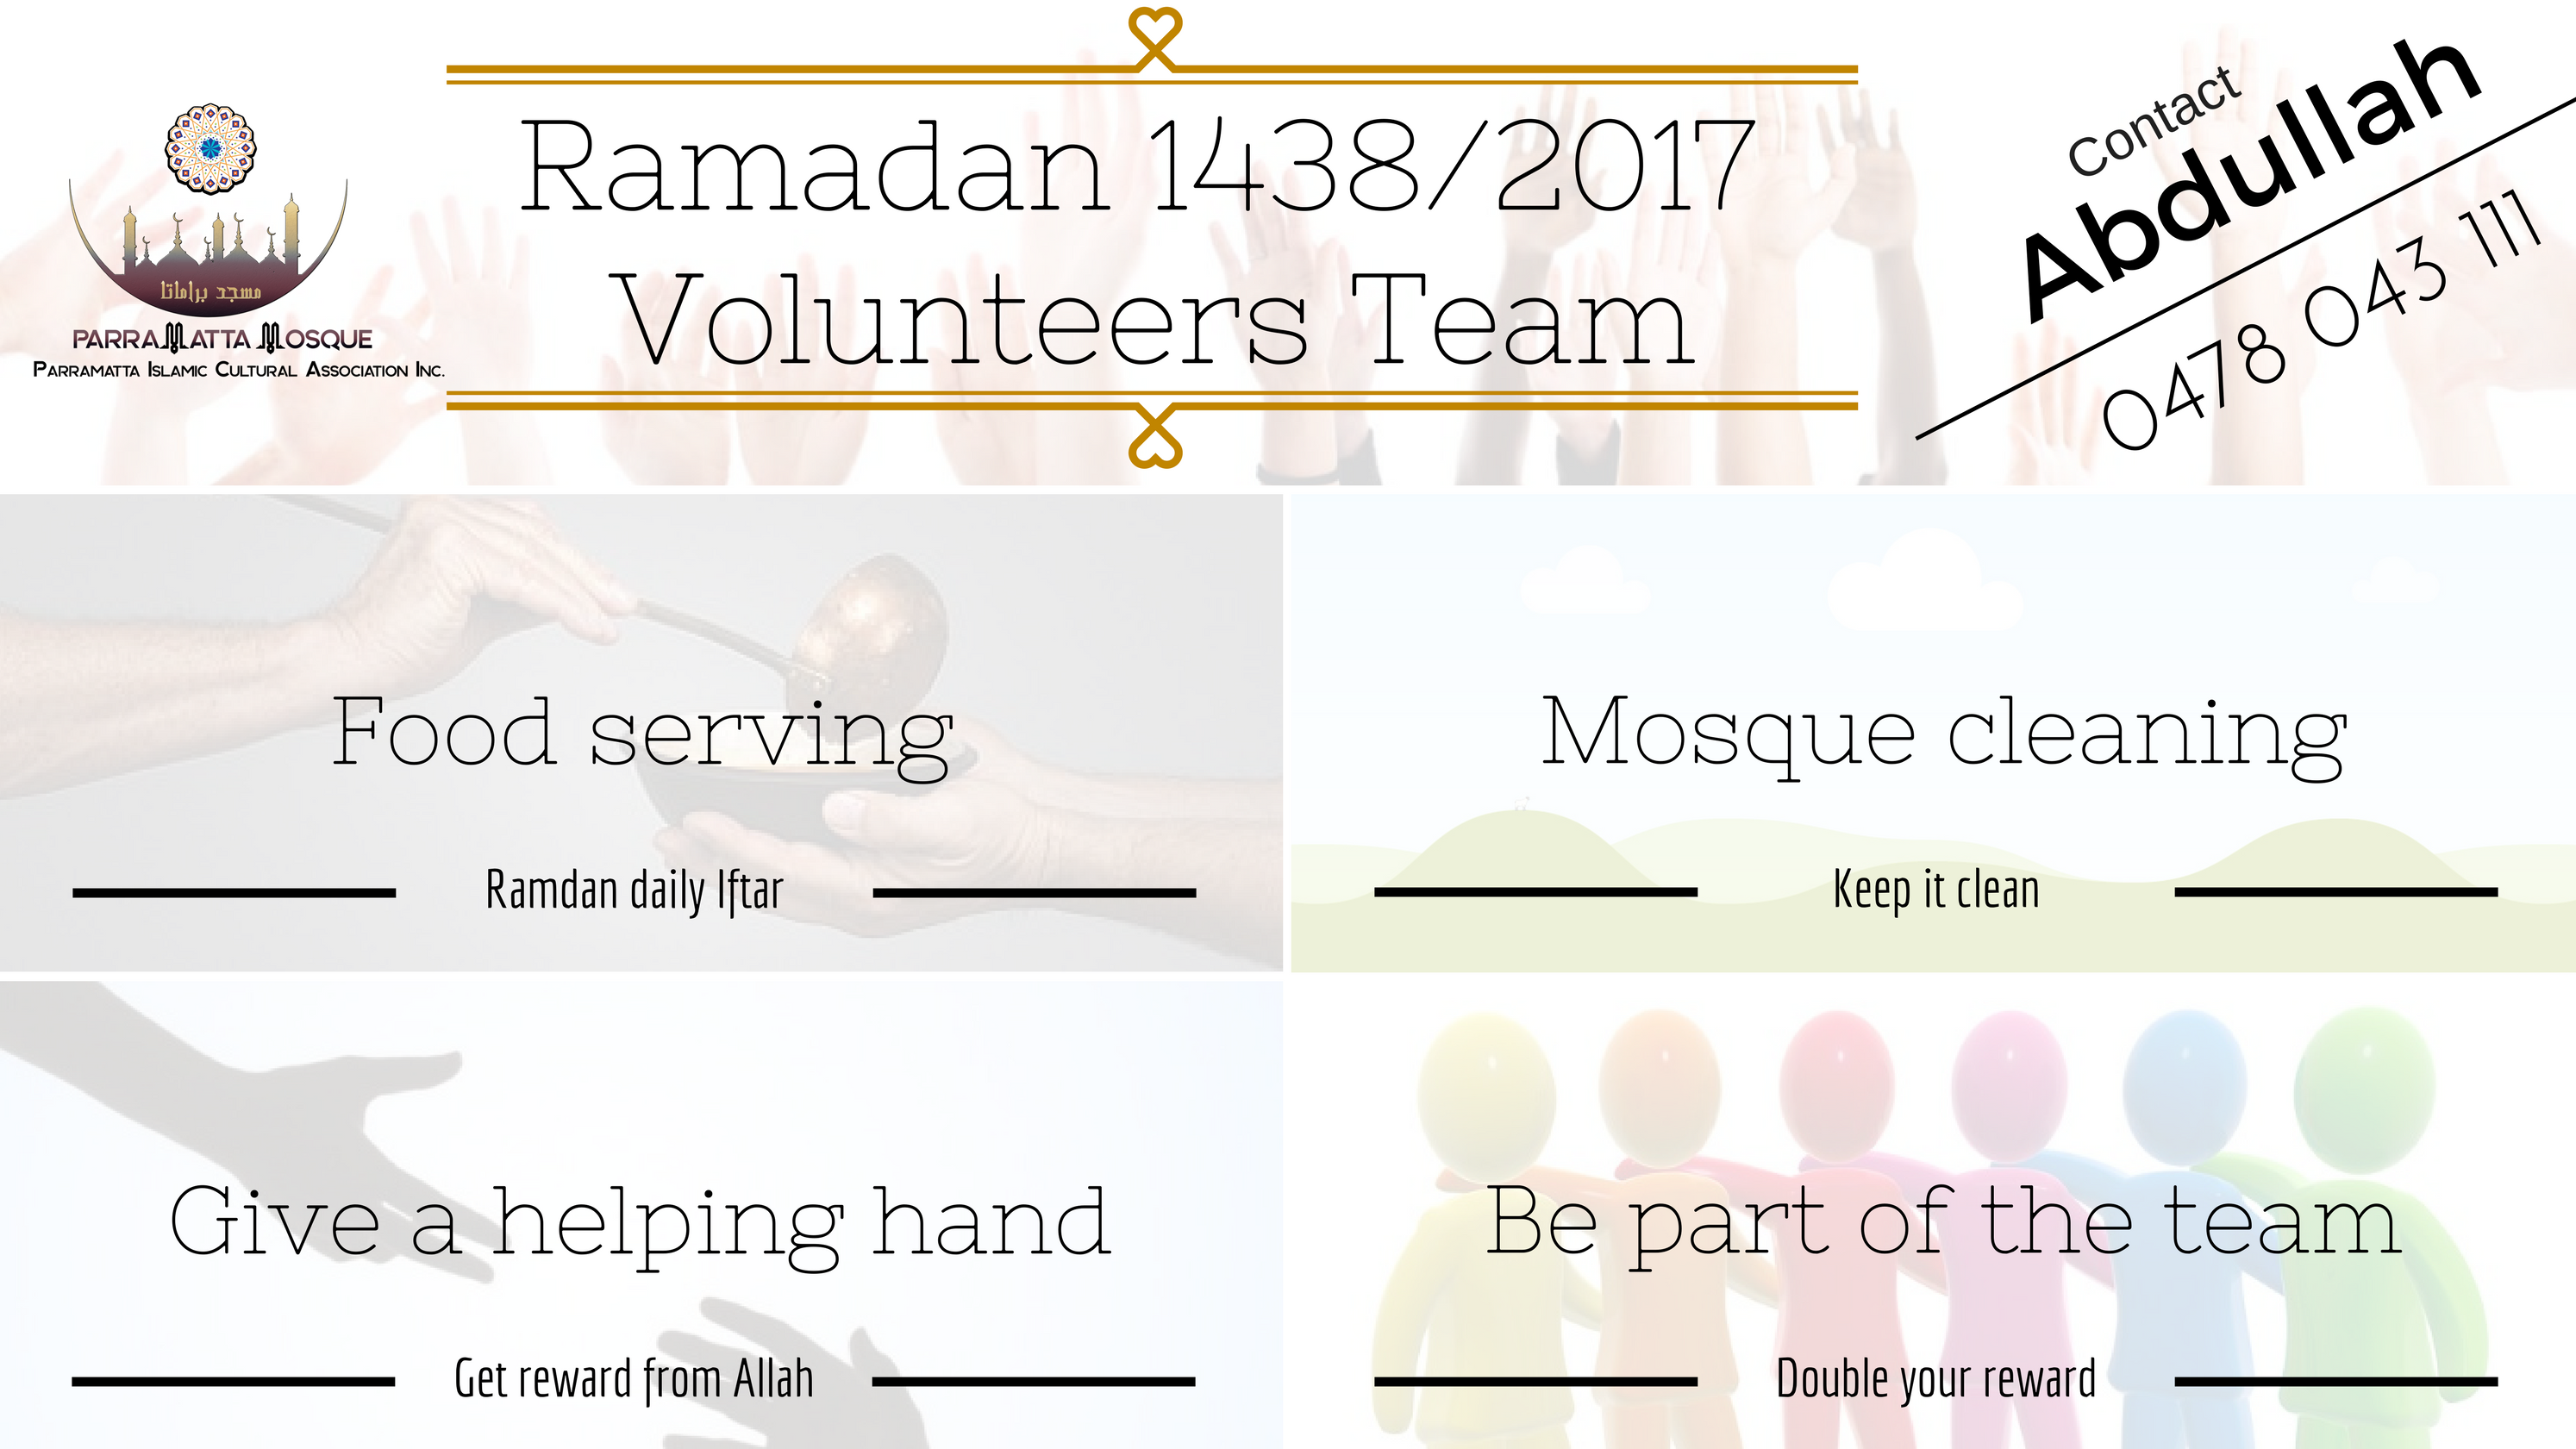 مسجد براماتا
PARRAMATTA MOSQUE
PARRAMATTA ISLAMIC CULTURAL ASSOCIATION INC.
Ramadan 1438/2017
Volunteers Team
Contact
Abdullah
0478 043 111
Food serving
Ramdan daily Iftar
Mosque cleaning
Keep it clean
Give a helping hand
Get reward from Allah
Be part of the team
Double your reward